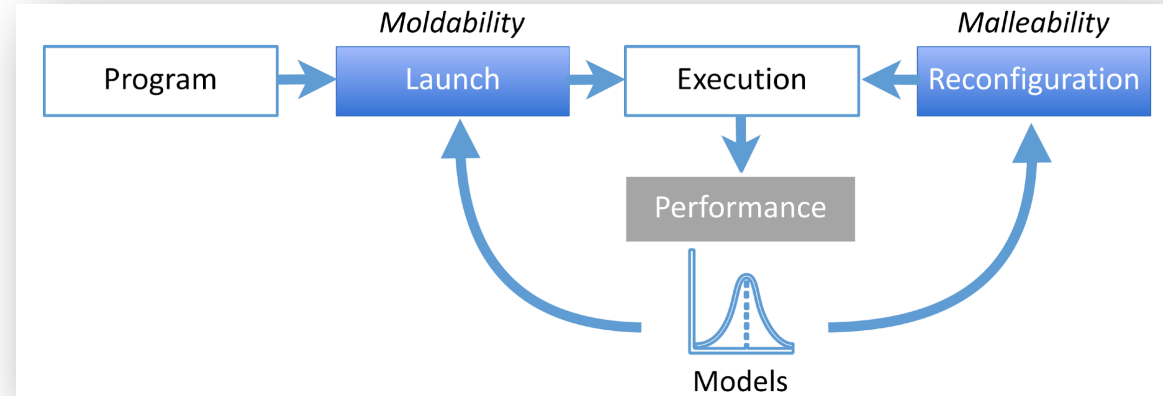 Moldability
Malleability
Program
Launch
Execution
Reconfiguration
Performance
Models